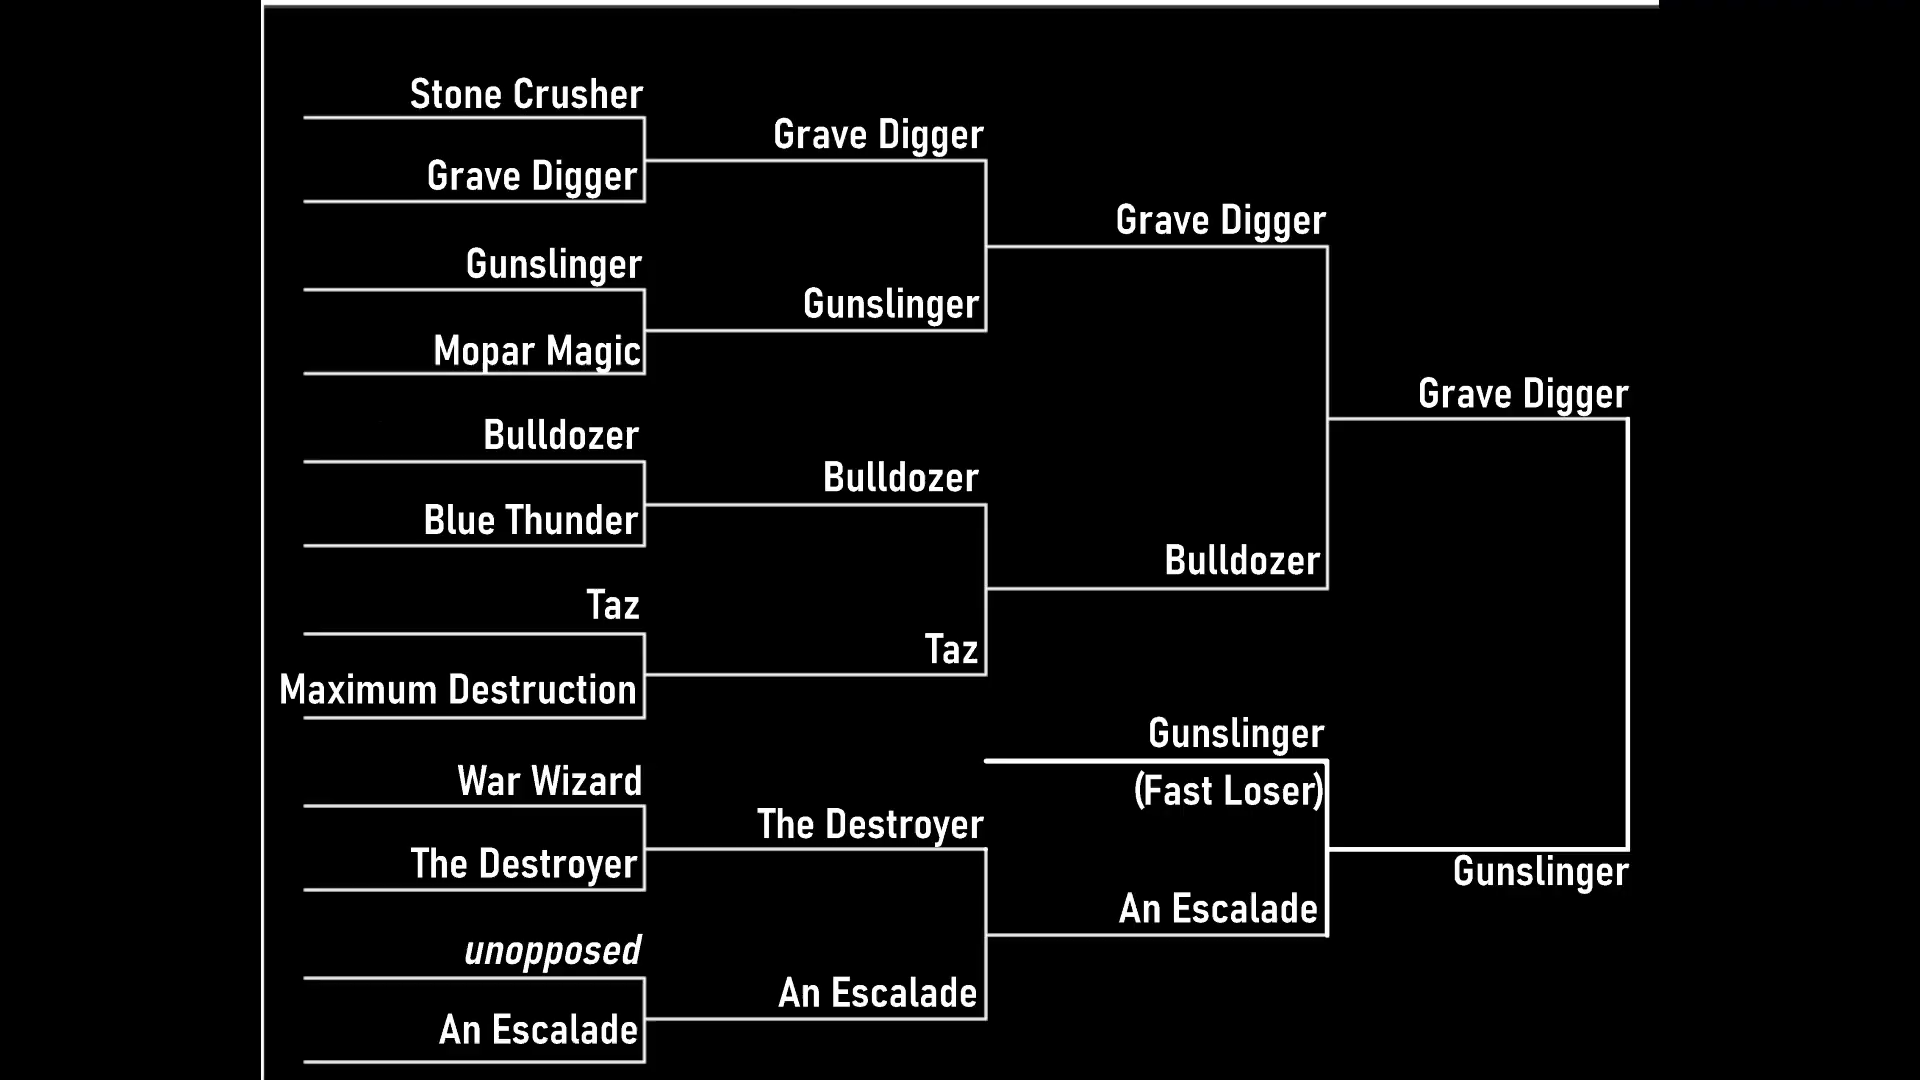 Stone Crusher
Grave Digger
Gunslinger
Mopar Magic
Bulldozer
Blue Thunder
Taz
Maximum Destruction
War Wizard
The Destroyer
unopposed
An Escalade
Grave Digger
Gunslinger
Bulldozer
Taz
The Destroyer
An Escalade
Grave Digger
Bulldozer
Gunslinger
(Fast Loser)
An Escalade
Grave Digger
Gunslinger